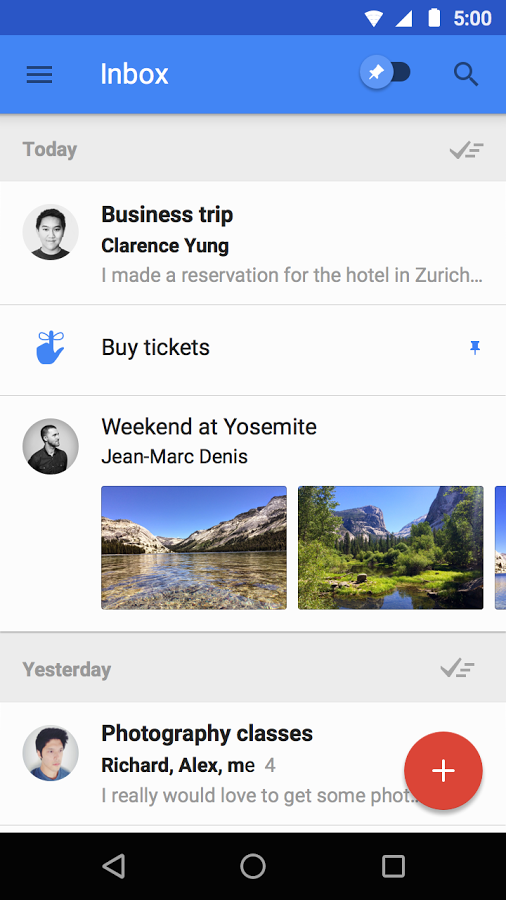 5:00
Inbox
Today
Business trip
Clarence Yung
I made a reservation for the hotel in Zurich...
Buy tickets
Weekend at Yosemite
Jean-Marc Denis
Yesterday
Photography classes
Richard, Alex, me 4
I really would love to get some phot...